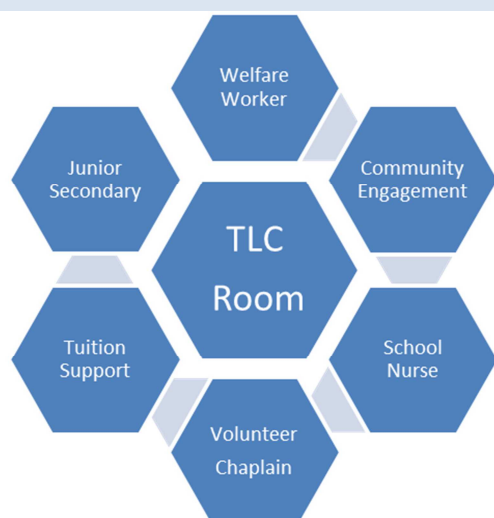 Welfare
Worker
Junior
Secondary
Community
Engagement
TLC
Room
Tuition
Support
School
Nurse
Volunteer
Chaplain